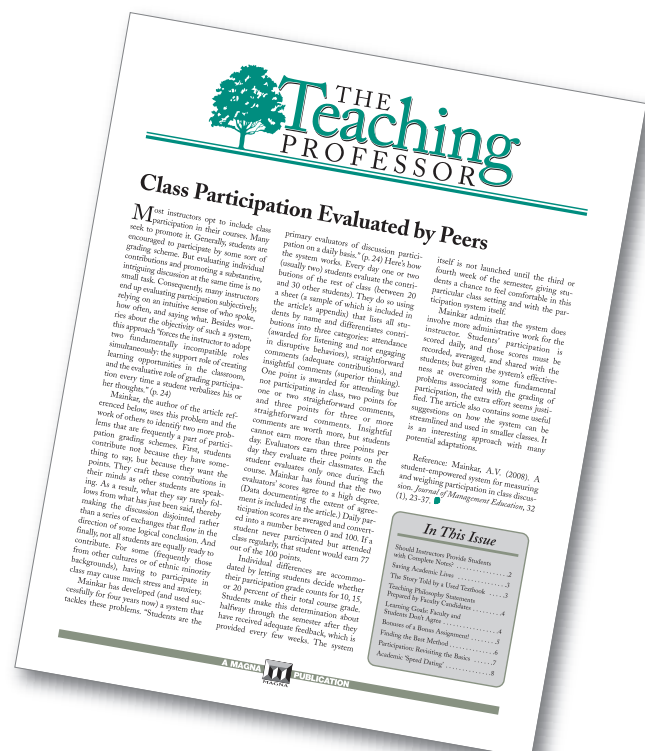 THE
Teaching
PROFESSOR
Class Participation Evaluated by Peers
Most instructors opt to include class
participation in their courses. Many
seek to promote it. Generally, students are
encouraged to participate by some sort of
grading scheme. But evaluating individual
contributions and promoting a substantive,
intriguing discussion at the same time is no
small task. Consequently, many instructors
end up evaluating participation subjectively,
relying on an intuitive sense of who spoke,
how often, and saying what. Besides wor-
ries about the objectivity of such a system,
this approach "forces the instructor to adopt
two fundamentally incompatible roles
simultaneously: the support role of creating
learning opportunities in the classroom,
and the evaluative role of grading participa-
tion every time a student verbalizes his or
her thoughts." (p. 24)
Mainkar, the author of the article ref-
erenced below, uses this problem and the
work of others to identify two more prob-
lems that are frequently a part of partici-
pation grading schemes. First, students
contribute not because they have some-
thing to say, but because they want the
points. They craft these contributions in
their minds as other students are speak-
ing. As a result, what they say rarely fol-
lows from what has just been said, thereby
making the discussion disjointed rather
than a series of exchanges that flow in the
direction of some logical conclusion. And
finally, not all students are equally ready to
contribute. For some (frequently those
from other cultures or of ethnic minority
backgrounds), having to participate in
class may cause much stress and anxiety.
Mainkar has developed (and used suc-
cessfully for four years now) a system that
tackles these problems. "Students are the
primary evaluators of discussion partici-
pation on a daily basis." (p. 24) Here's how
the system works. Every day one or two
(usually two) students evaluate the contri-
butions of the rest of class (between 20
and 30 other students). They do so using
a sheet (a sample of which is included in
the article's appendix) that lists all stu-
dents by name and differentiates contri-
butions into three categories: attendance
(awarded for listening and not engaging
in disruptive behaviors), straightforward
comments (adequate contributions), and
insightful comments (superior thinking).
One point is awarded for attending but
not participating in class, two points for
one or two straightforward comments,
and three points for three or more
straightforward comments. Insightful
comments are worth more, but students
cannot earn more than three points per
day. Evaluators earn three points on the
day they evaluate their classmates. Each
student evaluates only once during the
course. Mainkar has found that the two
evaluators' scores agree to a high degree.
(Data documenting the extent of agree-
ment is included in the article.) Daily par-
ticipation scores are averaged and convert-
ed into a number between 0 and 100. If a
student never participated but attended
class regularly, that student would earn 77
out of the 100 points.
Individual differences are accommo-
dated by letting students decide whether
their participation grade counts for 10, 15,
or 20 percent of their total course grade.
Students make this determination about
halfway through the semester after they
have received adequate feedback, which is
provided every few weeks. The system
itself is not launched until the third or
fourth week of the semester, giving stu-
dents a chance to feel comfortable in this
particular class setting and with the par-
ticipation system itself.
Mainkar admits that the system does
involve more administrative work for the
instructor. Students' participation is
scored daily, and those scores must be
recorded, averaged, and shared with the
students; but given the system's effective-
ness at overcoming some fundamental
problems associated with the grading of
participation, the extra effort seems justi-
fied. The article also contains some useful
suggestions on how the system can be
streamlined and used in smaller classes. It
is an interesting approach with many
potential adaptations.
Reference: Mainkar, A.V. (2008). A
student-empowered system for measuring
and weighing participation in class discus-
sion. Journal of Management Education, 32
(1), 23-37.
In This Issue
Should Instructors Provide Students
with Complete Notes? . . . . . . . . . . . . .2
Saving Academic Lives . . . . . . . . . . . . .3
The Story Told by a Used Textbook . . . .3
Teaching Philosophy Statements
Prepared by Faculty Candidates . . . . . . .4
Learning Goals: Faculty and
Students Don't Agree . . . . . . . . . . . . .4
Bonuses of a Bonus Assignment! . . . . . .5
Finding the Best Method . . . . . . . . . . .6
Participation: Revisiting the Basics . . . . .7
Academic 'Speed Dating' . . . . . . . . . . .8
A MAGNA PUBLICATION
MAGNA